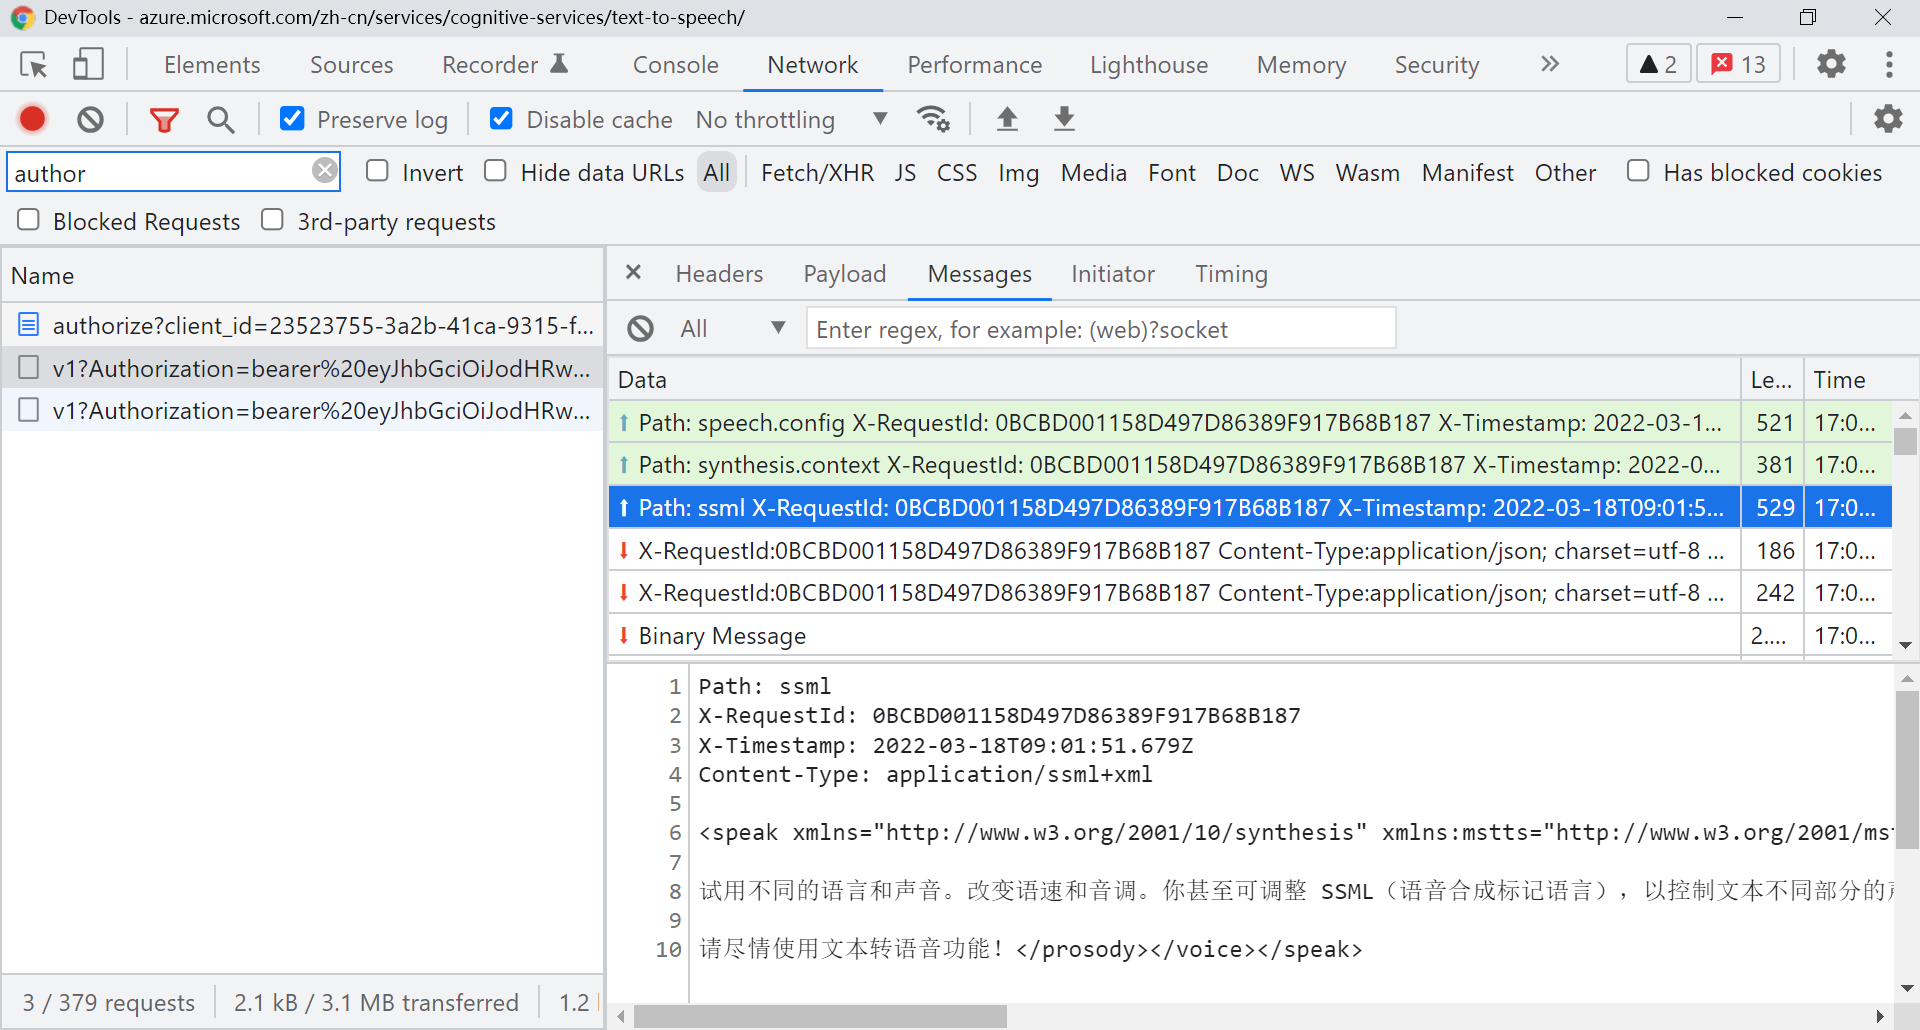 DevTools - azure.microsoft.com/zh-cn/services/cognitive-services/text-to-speech/
Elements Sources Recorder Console Network Performance Lighthouse Memory Security 2 13
Preserve log Disable cache No throttling
author Invert Hide data URLs All Fetch/XHR JS CSS Img Media Font Doc WS Wasm Manifest Other Has blocked cookies
Blocked Requests 3rd-party requests
Name
authorize?client_id=23523755-3a2b-41ca-9315-f...
v1?Authorization=bearer%20eyJhbGciOiJodHRw...
v1?Authorization=bearer%20eyJhbGciOiJodHRw...
3 / 379 requests 2.1 kB / 3.1 MB transferred 1.2
Headers Payload Messages Initiator Timing
All Enter regex, for example: (web)?socket
Data Le... Time
Path: speech.config X-RequestId: 0BCBD001158D497D86389F917B68B187 X-Timestamp: 2022-03-1... 521 17:0...
Path: synthesis.context X-RequestId: 0BCBD001158D497D86389F917B68B187 X-Timestamp: 2022-0... 381 17:0...
Path: ssml X-RequestId: 0BCBD001158D497D86389F917B68B187 X-Timestamp: 2022-03-18T09:01:5... 529 17:0...
X-RequestId:0BCBD001158D497D86389F917B68B187 Content-Type:application/json; charset=utf-8 ... 186 17:0...
X-RequestId:0BCBD001158D497D86389F917B68B187 Content-Type:application/json; charset=utf-8 ... 242 17:0...
Binary Message 2.... 17:0...
1 Path: ssml
2 X-RequestId: 0BCBD001158D497D86389F917B68B187
3 X-Timestamp: 2022-03-18T09:01:51.679Z
4 Content-Type: application/ssml+xml
5
6 <speak xmlns="http://www.w3.org/2001/10/synthesis" xmlns:mstts="http://www.w3.org/2001/mst
7
8 试用不同的语言和声音。改变语速和音调。你甚至可调整 SSML（语音合成标记语言），以控制文本不同部分的
9
10 请尽情使用文本转语音功能！</prosody></voice></speak>